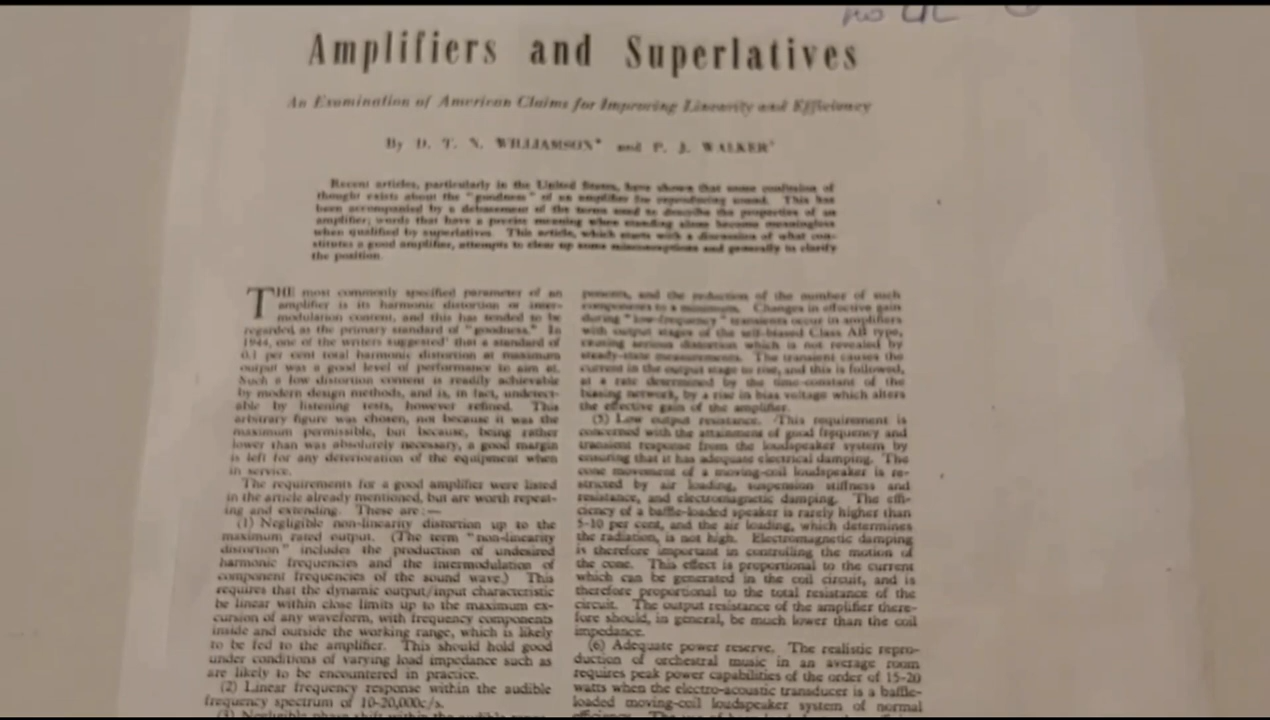 no
Amplifiers and Superlatives
An Examination of American Claims for Improving Linearity and Efficiency
By D. T. N. WILLIAMSON* and P. J. WALKER†
Recent articles, particularly in the United States, have shown that some confusion of
thought exists about the "goodness" of an amplifier for reproducing sound. This has
been accompanied by a debasement of the terms used to describe the properties of an
amplifier; words that have a precise meaning when standing alone become meaningless
when qualified by superlatives. This article, which starts with a discussion of what con-
stitutes a good amplifier, attempts to clear up some misconceptions and generally to clarify
the position.
THE most commonly specified parameter of an
amplifier is its harmonic distortion or inter-
modulation content, and this has tended to be
regarded as the primary standard of "goodness." In
1944, one of the writers suggested¹ that a standard of
0.1 per cent total harmonic distortion at maximum
output was a good level of performance to aim at.
Such a low distortion content is readily achievable
by modern design methods, and is, in fact, undetect-
able by listening tests, however refined. This
arbitrary figure was chosen, not because it was the
maximum permissible, but because, being rather
lower than was absolutely necessary, a good margin
is left for any deterioration of the equipment when
in service.
The requirements for a good amplifier were listed
in the article already mentioned, but are worth repeat-
ing and extending. These are:—
(1) Negligible non-linearity distortion up to the
maximum rated output. (The term "non-linearity
distortion" includes the production of undesired
harmonic frequencies and the intermodulation of
component frequencies of the sound wave.) This
requires that the dynamic output/input characteristic
be linear within close limits up to the maximum ex-
cursion of any waveform, with frequency components
inside and outside the working range, which is likely
to be fed to the amplifier. This should hold good
under conditions of varying load impedance such as
are likely to be encountered in practice.
(2) Linear frequency response within the audible
frequency spectrum of 10-20,000c/s.
(3) Negligible phase shift within the audible
ponents, and the reduction of the number of such
components to a minimum. Changes in effective gain
during "low-frequency" transients occur in amplifiers
with output stages of the self-biased Class AB type,
causing serious distortion which is not revealed by
steady-state measurements. The transient causes the
current in the output stage to rise, and this is followed,
at a rate determined by the time-constant of the
biasing network, by a rise in bias voltage which alters
the effective gain of the amplifier.
(5) Low output resistance. This requirement is
concerned with the attainment of good frequency and
transient response from the loudspeaker system by
ensuring that it has adequate electrical damping. The
cone movement of a moving-coil loudspeaker is re-
stricted by air loading, suspension stiffness and
resistance, and electromagnetic damping. The effi-
ciency of a baffle-loaded speaker is rarely higher than
5-10 per cent, and the air loading, which determines
the radiation, is not high. Electromagnetic damping
is therefore important in controlling the motion of
the cone. This effect is proportional to the current
which can be generated in the coil circuit, and is
therefore proportional to the total resistance of the
circuit. The output resistance of the amplifier there-
fore should, in general, be much lower than the coil
impedance.
(6) Adequate power reserve. The realistic repro-
duction of orchestral music in an average room
requires peak power capabilities of the order of 15-20
watts when the electro-acoustic transducer is a baffle-
loaded moving-coil loudspeaker system of normal